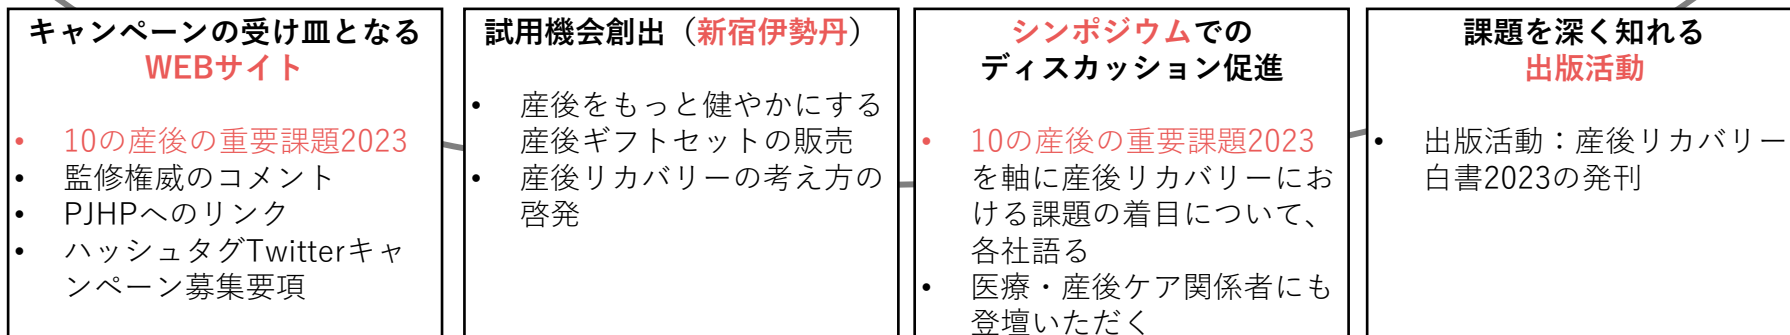 キャンペーンの受け皿となる
WEBサイト
• 10の産後の重要課題2023
• 監修権威のコメント
• PJHPへのリンク
• ハッシュタグTwitterキャ
ンペーン募集要項
試用機会創出（新宿伊勢丹）
• 産後をもっと健やかにする
産後ギフトセットの販売
• 産後リカバリーの考え方の
啓発
シンポジウムでの
ディスカッション促進
• 10の産後の重要課題2023
を軸に産後リカバリーにお
ける課題の着目について、
各社語る
• 医療・産後ケア関係者にも
登壇いただく
課題を深く知れる
出版活動
• 出版活動：産後リカバリー
白書2023の発刊